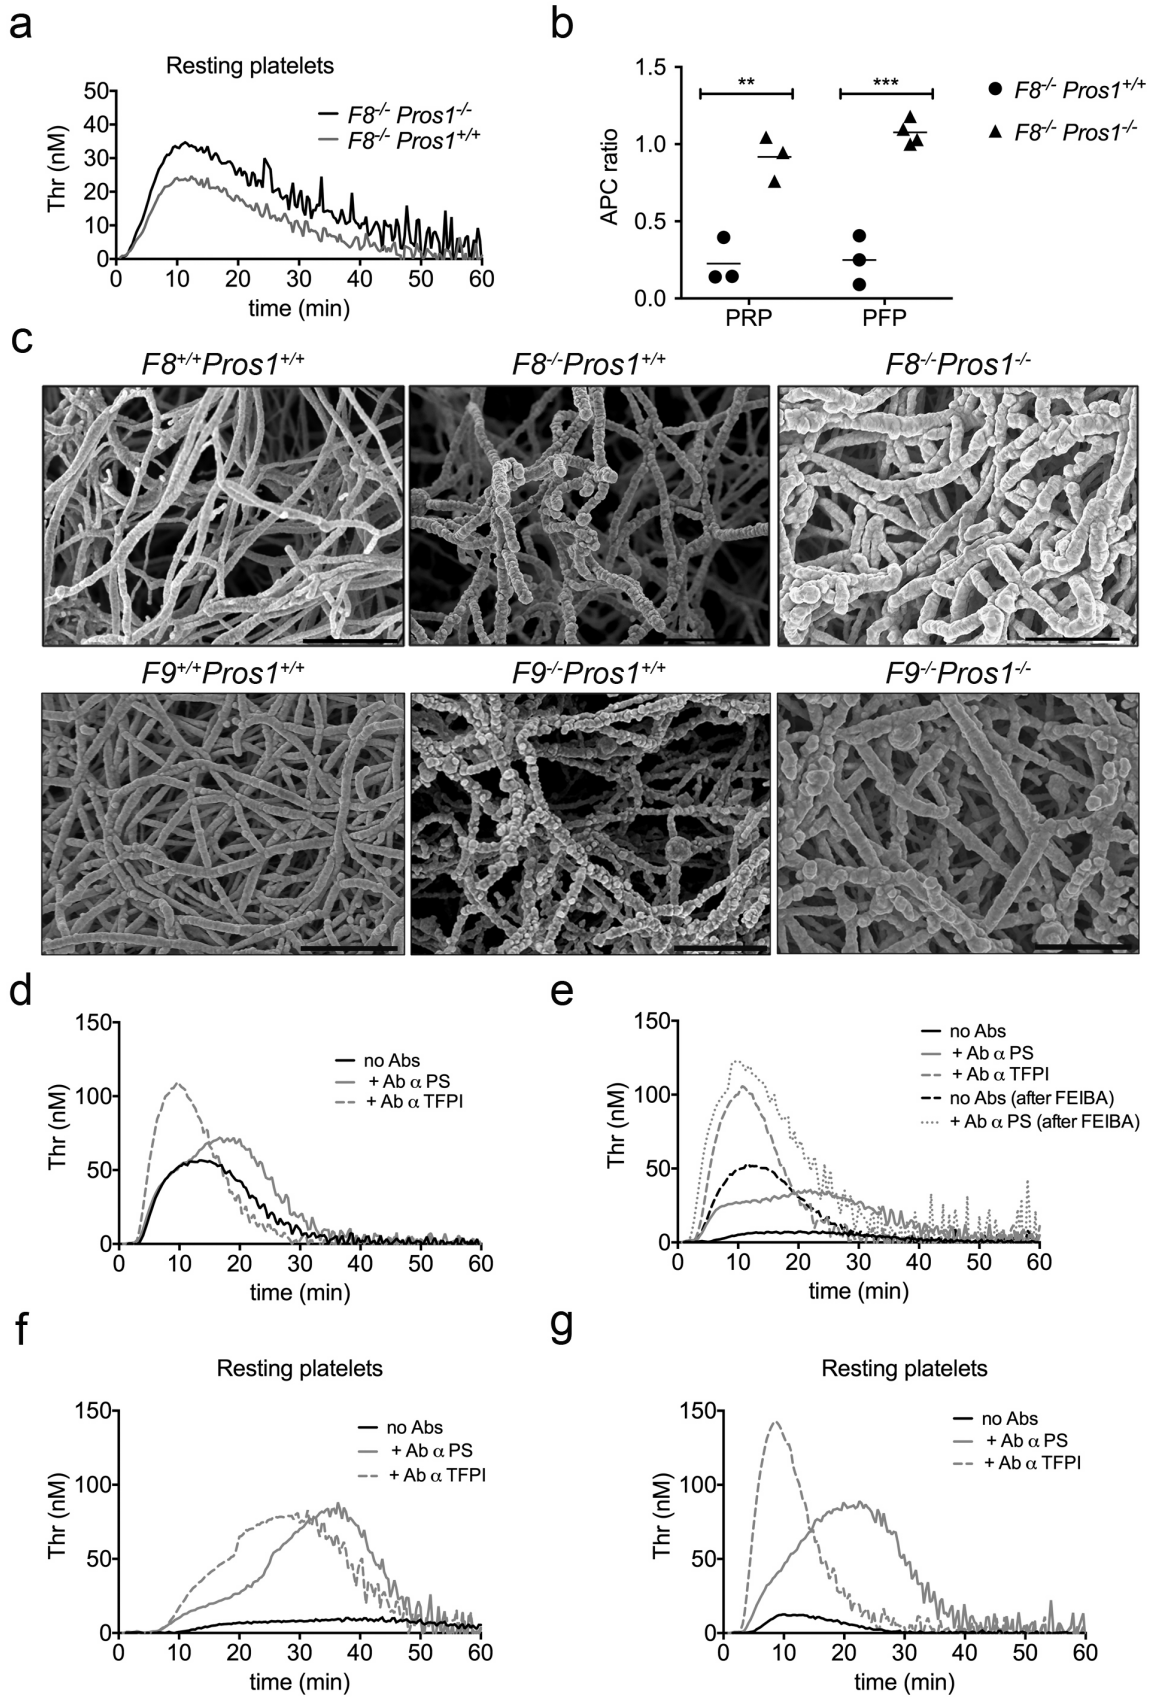 a
Resting platelets
50
40
30
20
10
0
Thr (nM)
F8-/- Pros1-/-
F8-/- Pros1+/+
0 10 20 30 40 50 60
time (min)
b
1.5
1.0
0.5
0.0
APC ratio
** ***
F8-/- Pros1+/+
F8-/- Pros1-/-
PRP PFP
c
F8+/+Pros1+/+ F8-/-Pros1+/+ F8-/-Pros1-/-
F9+/+Pros1+/+ F9-/-Pros1+/+ F9-/-Pros1-/-
d
150
100
50
0
Thr (nM)
no Abs
+ Ab α PS
+ Ab α TFPI
0 10 20 30 40 50 60
time (min)
e
150
100
50
0
Thr (nM)
no Abs
+ Ab α PS
+ Ab α TFPI
no Abs (after FEIBA)
+ Ab α PS (after FEIBA)
0 10 20 30 40 50 60
time (min)
f
Resting platelets
150
100
50
0
Thr (nM)
no Abs
+ Ab α PS
+ Ab α TFPI
0 10 20 30 40 50 60
time (min)
g
Resting platelets
150
100
50
0
Thr (nM)
no Abs
+ Ab α PS
+ Ab α TFPI
0 10 20 30 40 50 60
time (min)